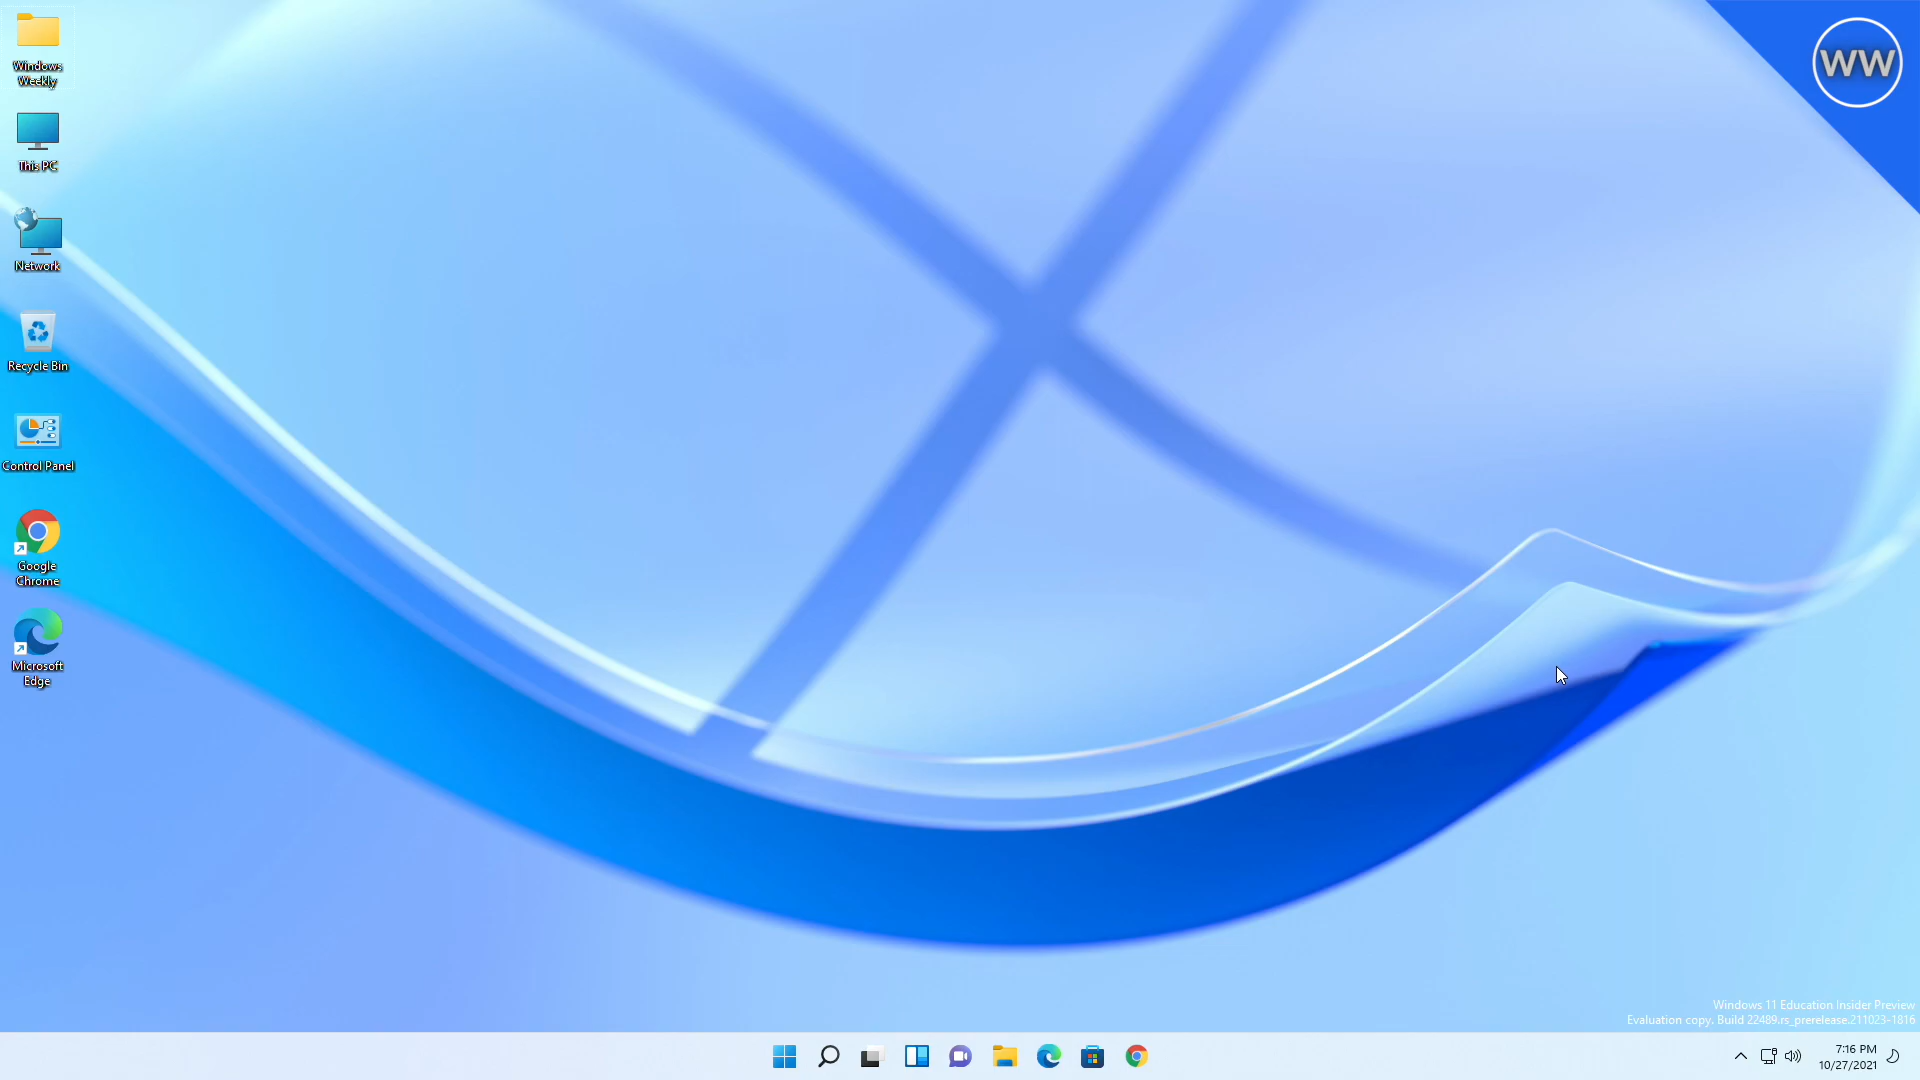 Windows
Weekly
This PC
Network
Recycle Bin
Control Panel
Google
Chrome
Microsoft
Edge
WW
Windows 11 Education Insider Preview
Evaluation copy. Build 22489.rs_prerelease.211023-1816
7:16 PM
10/27/2021